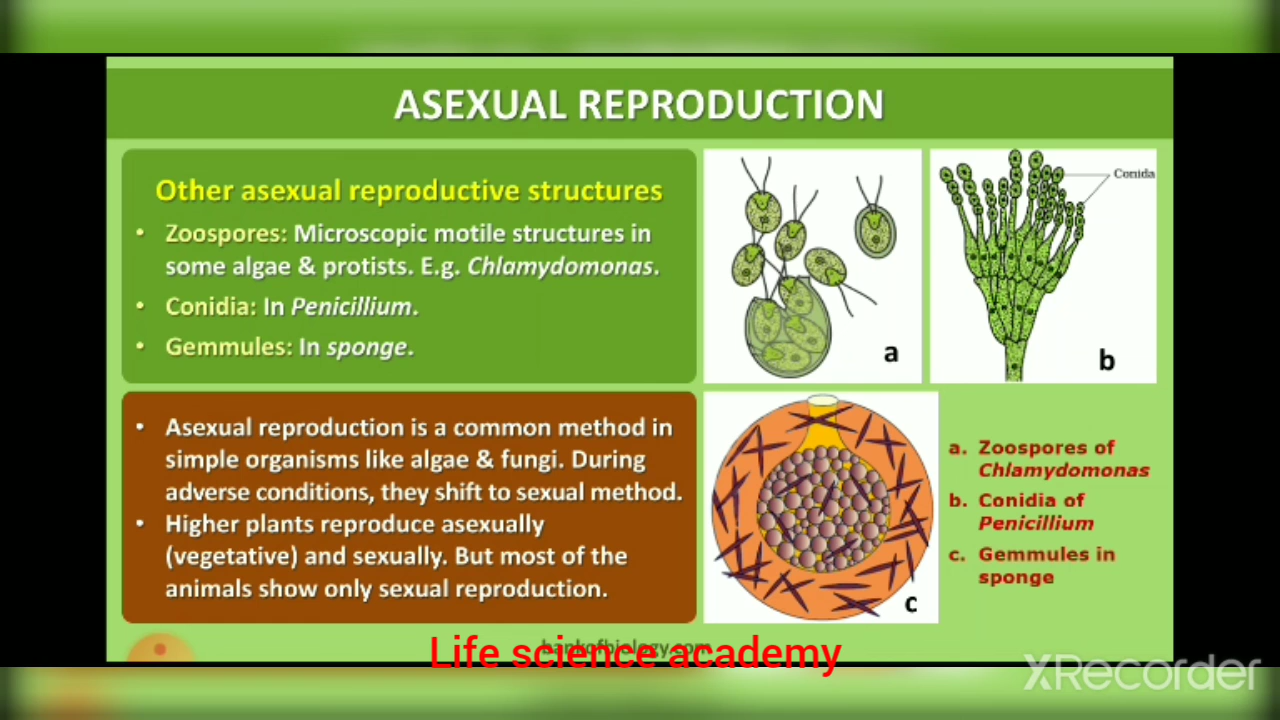 ASEXUAL REPRODUCTION
Other asexual reproductive structures
• Zoospores: Microscopic motile structures in
some algae & protists. E.g. Chlamydomonas.
• Conidia: In Penicillium.
• Gemmules: In sponge.
a
Conida
b
• Asexual reproduction is a common method in
simple organisms like algae & fungi. During
adverse conditions, they shift to sexual method.
• Higher plants reproduce asexually
(vegetative) and sexually. But most of the
animals show only sexual reproduction.
c
a. Zoospores of
Chlamydomonas
b. Conidia of
Penicillium
c. Gemmules in
sponge
bankofbiology.com
Life science academy
XRecorder